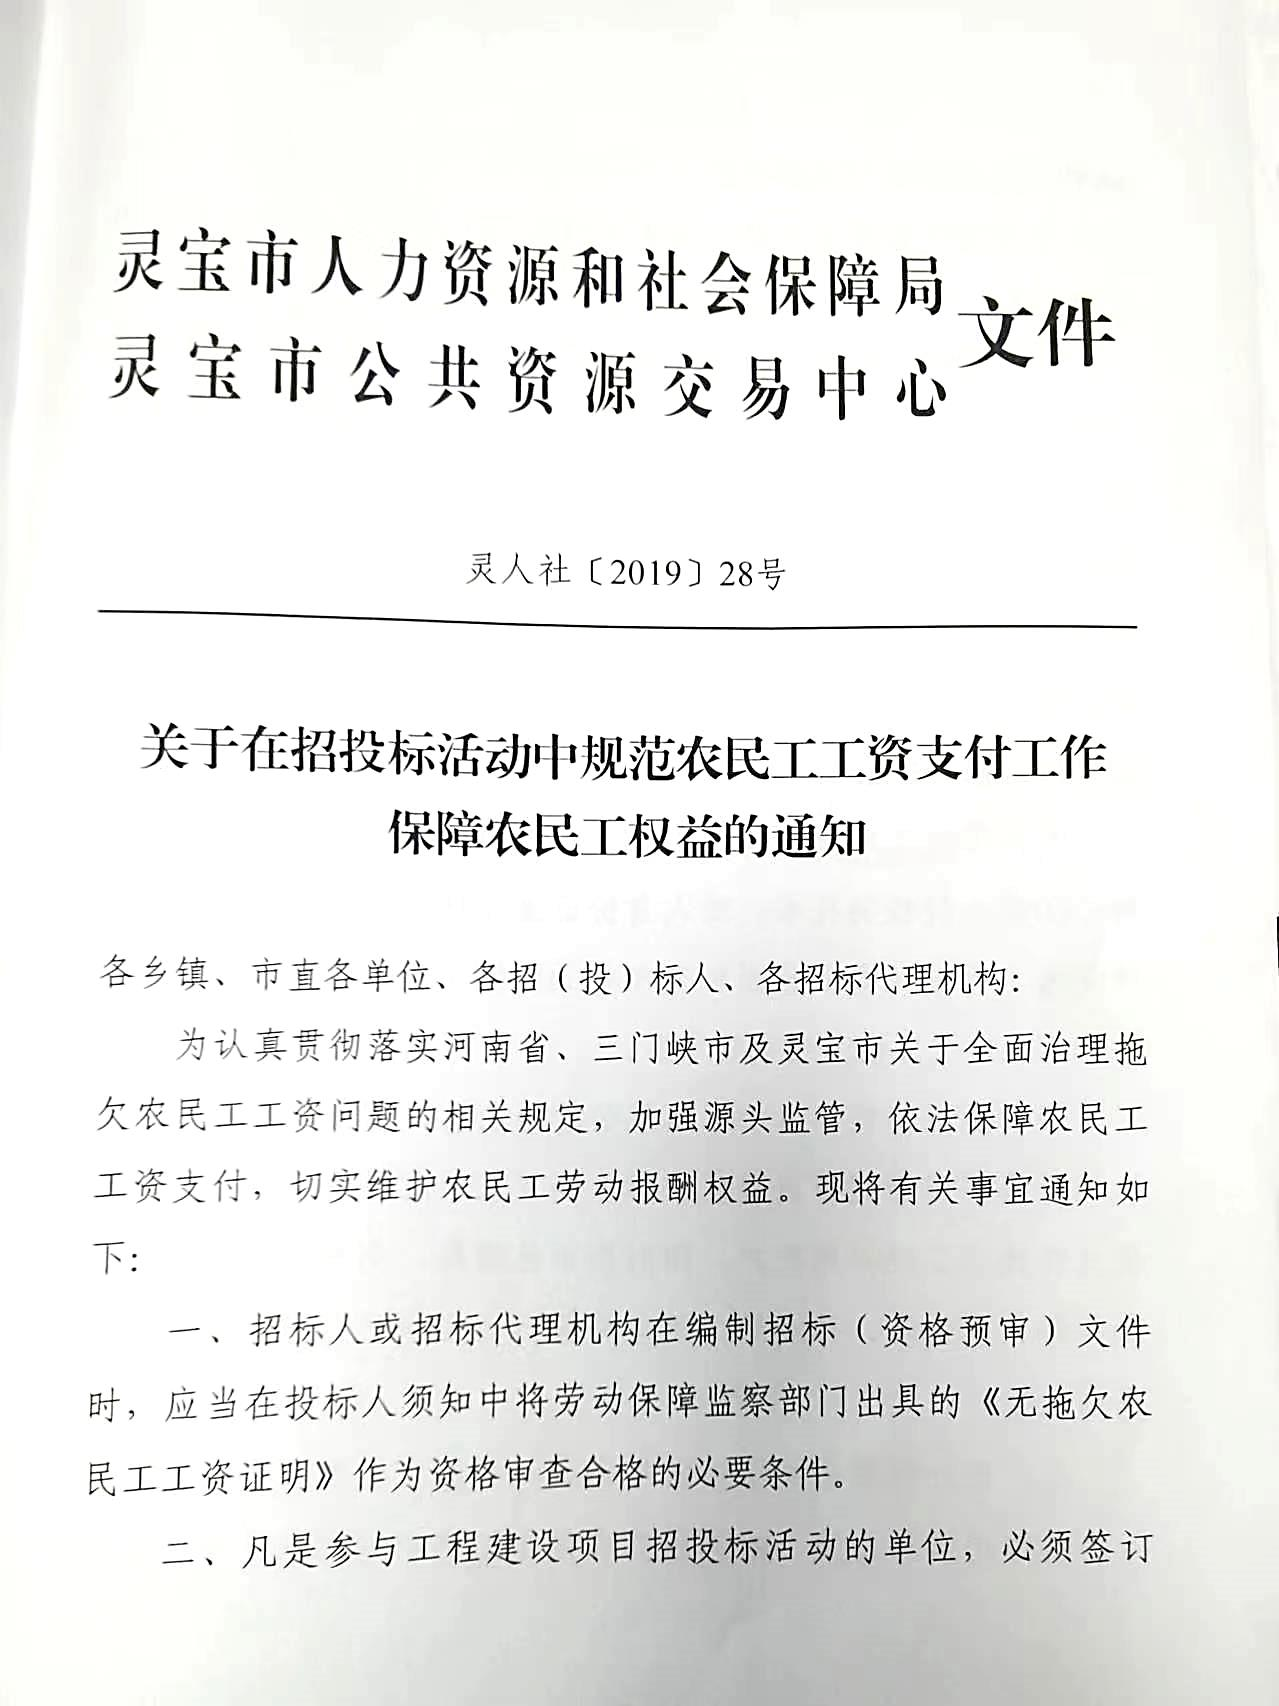 灵宝市人力资源和社会保障局
灵宝市公共资源交易中心
文件
灵人社〔2019〕28号
关于在招投标活动中规范农民工工资支付工作
保障农民工权益的通知
各乡镇、市直各单位、各招（投）标人、各招标代理机构：
为认真贯彻落实河南省、三门峡市及灵宝市关于全面治理拖
欠农民工工资问题的相关规定，加强源头监管，依法保障农民工
工资支付，切实维护农民工劳动报酬权益。现将有关事宜通知如
下：
一、招标人或招标代理机构在编制招标（资格预审）文件
时，应当在投标人须知中将劳动保障监察部门出具的《无拖欠农
民工工资证明》作为资格审查合格的必要条件。
二、凡是参与工程建设项目招投标活动的单位，必须签订